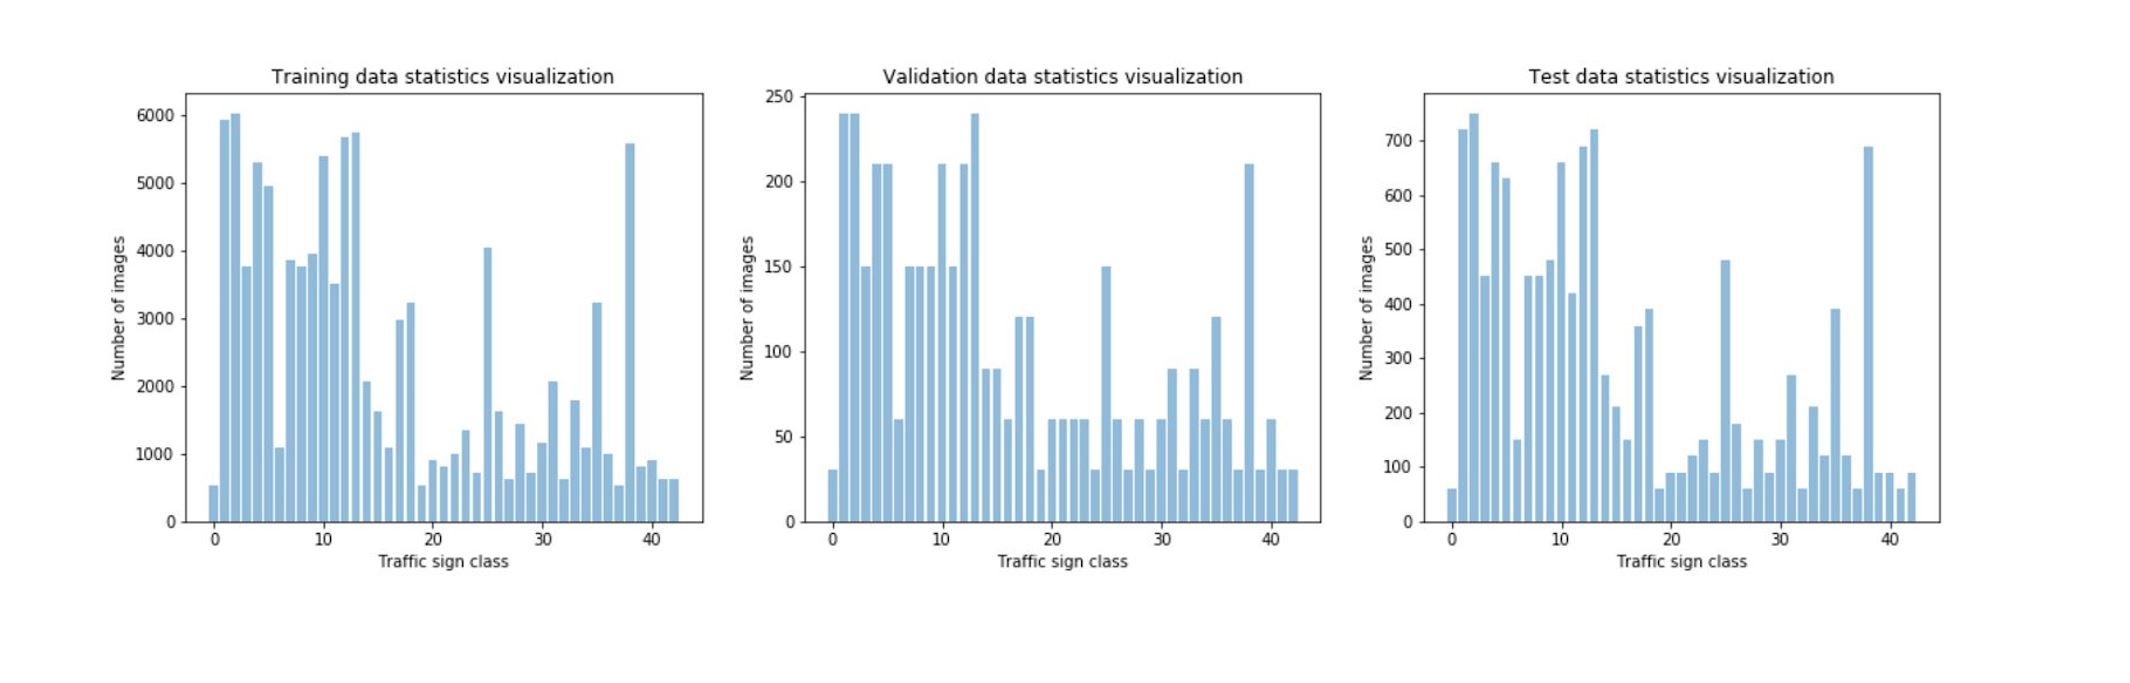 Training data statistics visualization
6000
5000
4000
3000
2000
1000
0
Number of images
0 10 20 30 40
Traffic sign class
Validation data statistics visualization
250
200
150
100
50
0
Number of images
0 10 20 30 40
Traffic sign class
Test data statistics visualization
700
600
500
400
300
200
100
0
Number of images
0 10 20 30 40
Traffic sign class